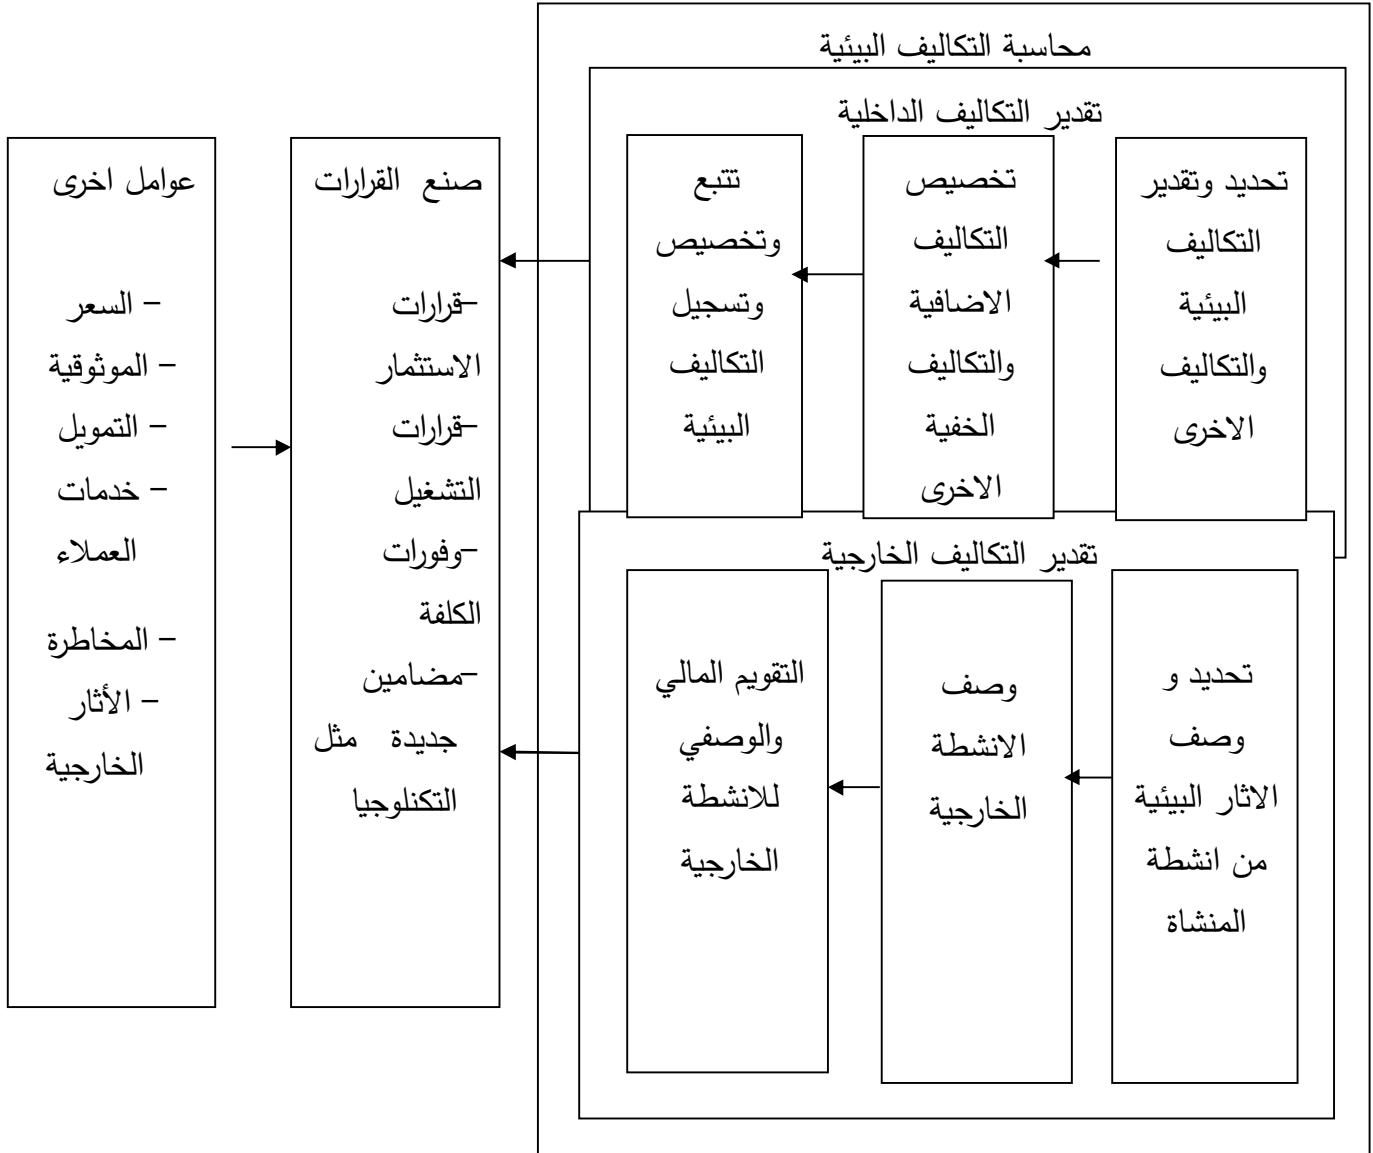 محاسبة التكاليف البيئية
تقدير التكاليف الداخلية
تحديد وتقدير
التكاليف
البيئية
والتكاليف
الاخرى
تخصيص
التكاليف
الاضافية
والتكاليف
الخفية
الاخرى
تتبع
وتخصيص
وتسجيل
التكاليف
البيئية
صنع القرارات
-قرارات
الاستثمار
-قرارات
التشغيل
-وفورات
الكلفة
-مضامين
جديدة مثل
التكنلوجيا
عوامل اخرى
- السعر
- الموثوقية
- التمويل
- خدمات
العملاء
- المخاطرة
- الأثار
الخارجية
تقدير التكاليف الخارجية
تحديد و
وصف
الاثار البيئية
من انشطة
المنشاة
وصف
الانشطة
الخارجية
التقويم المالي
والوصفي
للانشطة
الخارجية